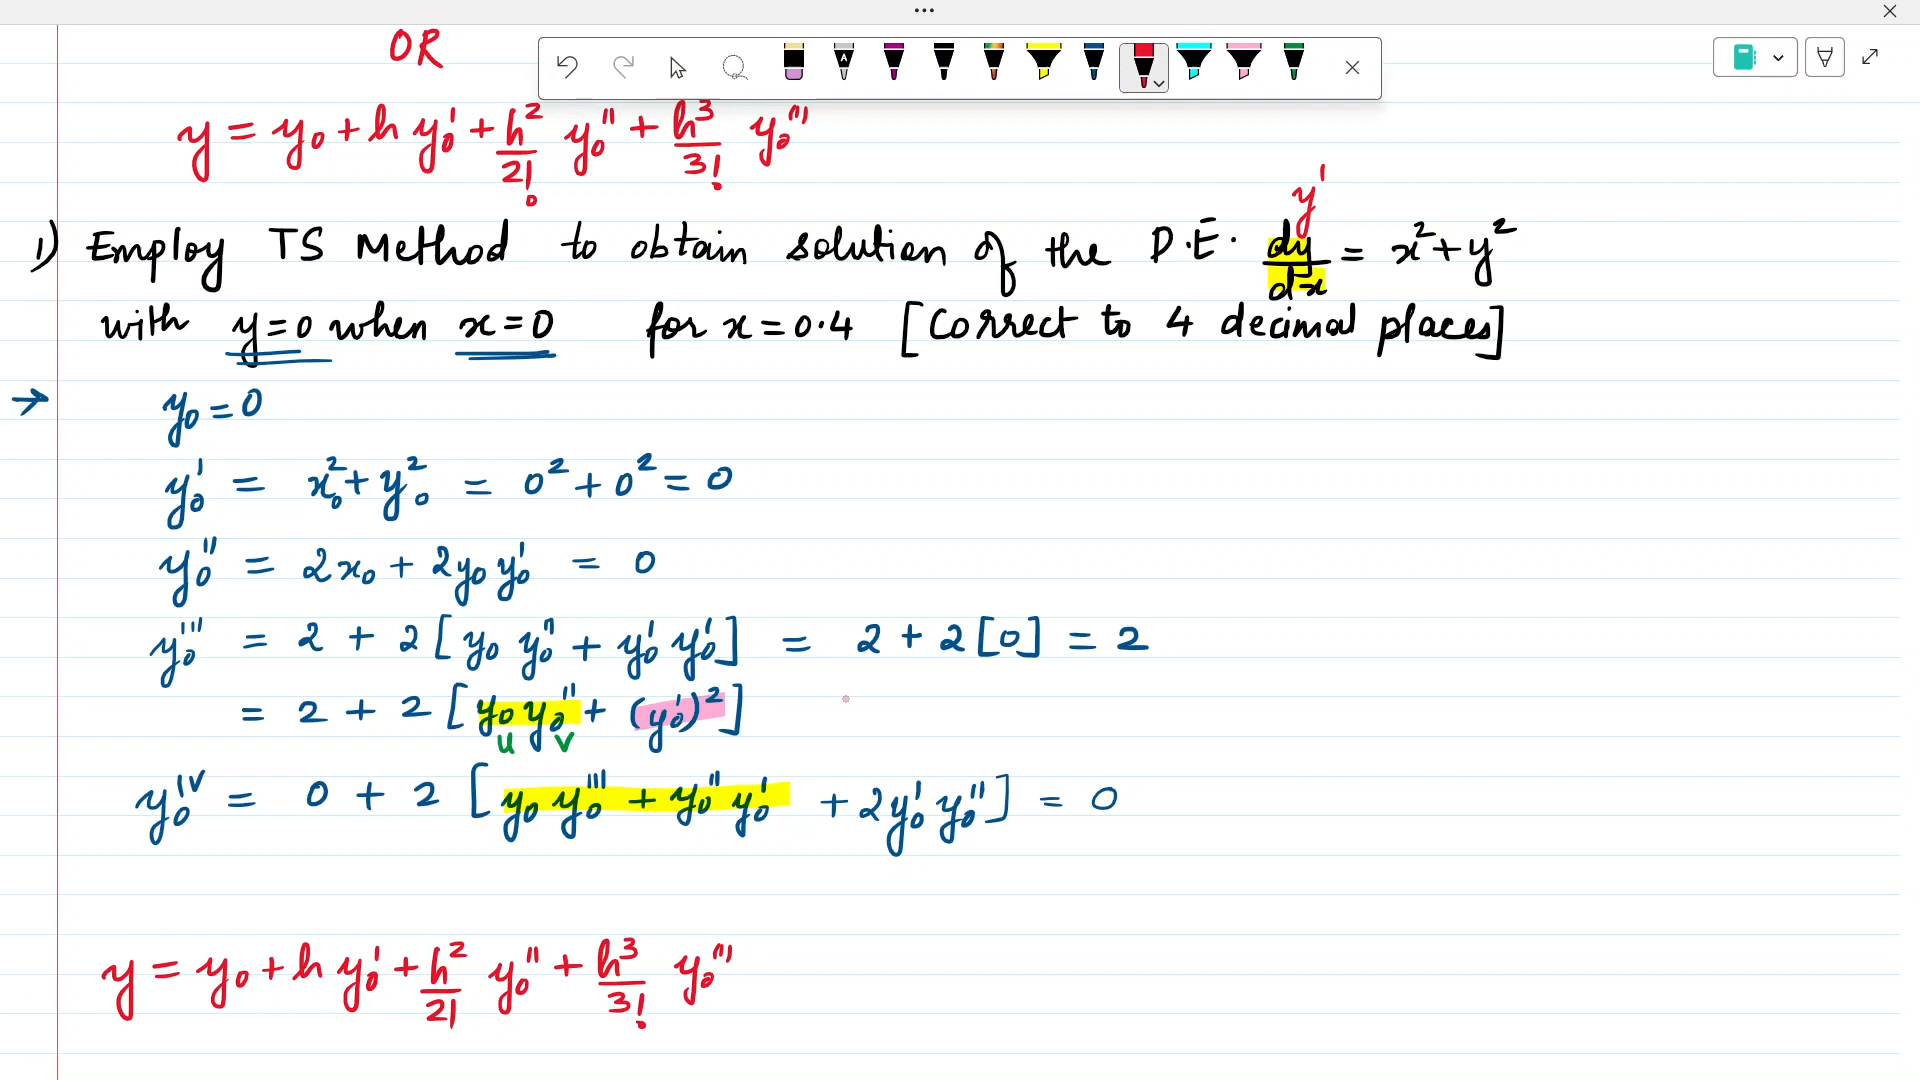 OR
y = y₀ + h y₀' + h²/2! y₀'' + h³/3! y₀'''
y'
1) Employ TS Method to obtain solution of the D.E. dy/dx = x² + y²
with y=0 when x=0 for x=0.4 [Correct to 4 decimal places]
→ y₀ = 0
y₀' = x₀² + y₀² = 0² + 0² = 0
y₀'' = 2x₀ + 2y₀ y₀' = 0
y₀''' = 2 + 2 [y₀ y₀'' + y₀' y₀'] = 2 + 2 [0] = 2
= 2 + 2 [y₀ y₀'' + (y₀')²]
u v
y₀ᴵⱽ = 0 + 2 [y₀ y₀''' + y₀'' y₀' + 2y₀' y₀''] = 0
y = y₀ + h y₀' + h²/2! y₀'' + h³/3! y₀'''